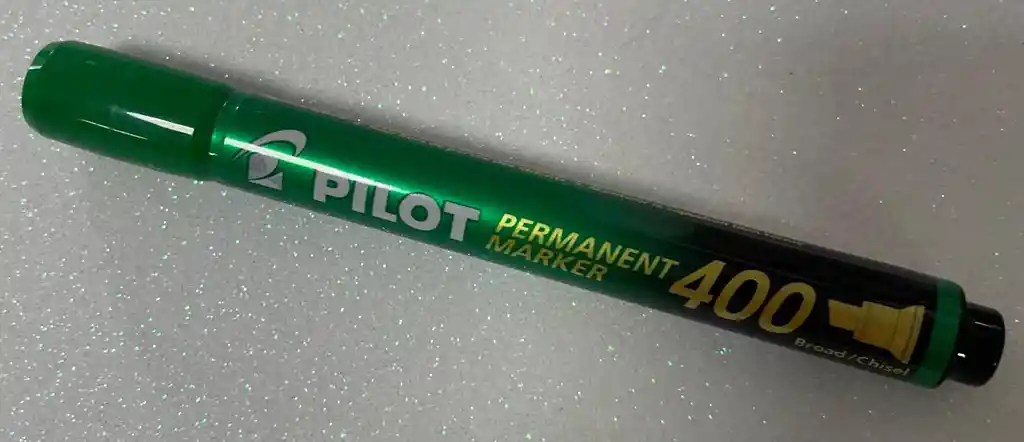 PILOT
PERMANENT
MARKER
400
Broad/Chisel